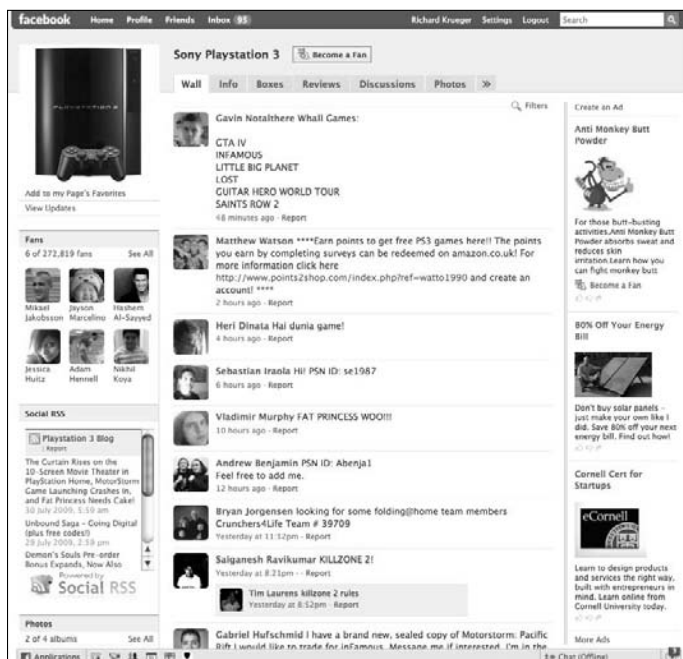 facebook Home Profile Friends Inbox 95 Richard Krueger Settings Logout Search
Sony Playstation 3 Become a Fan
Wall Info Boxes Reviews Discussions Photos »
PLAYSTATION 3
Add to my Page's Favorites
View Updates
Fans
6 of 272,819 fans See All
Mikael Jakobsson
Jayson Marcelino
Hashem Al-Sayyed
Jessica Huitz
Adam Hennell
Nikhil Koya
Social RSS
Playstation 3 Blog
Report
The Curtain Rises on the
10-Screen Movie Theater in
PlayStation Home, MotorStorm
Game Launching Crashes in,
and Fat Princess Needs Cake!
30 July 2009, 5:59 am
Unbound Saga - Going Digital
(plus free codes!)
29 July 2009, 2:59 pm
Demon's Souls Pre-order
Bonus Expands, Now Also
Powered by
Social RSS
Photos
2 of 4 albums See All
Filters
Gavin Notalthere Whall Games:
GTA IV
INFAMOUS
LITTLE BIG PLANET
LOST
GUITAR HERO WORLD TOUR
SAINTS ROW 2
48 minutes ago · Report
Matthew Watson ****Earn points to get free PS3 games here!! The points
you earn by completing surveys can be redeemed on amazon.co.uk! For
more information click here
http://www.points2shop.com/index.php?ref=watto1990 and create an
account! ****
2 hours ago · Report
Heri Dinata Hai dunia game!
4 hours ago · Report
Sebastian Iraola Hi! PSN ID: se1987
6 hours ago · Report
Vladimir Murphy FAT PRINCESS WOO!!!
10 hours ago · Report
Andrew Benjamin PSN ID: Abenja1
Feel free to add me.
12 hours ago · Report
Bryan Jorgensen looking for some folding@home team members
Crunchers4Life Team # 39709
Yesterday at 11:32pm · Report
Saiganesh Ravikumar KILLZONE 2!
Yesterday at 8:21pm · · Report
Tim Laurens killzone 2 rules
Yesterday at 8:52pm · Report
Gabriel Hufschmid I have a brand new, sealed copy of Motorstorm: Pacific
Rift I would like to trade for inFamous. Message me if interested. I'm in the
Create an Ad
Anti Monkey Butt
Powder
For those butt-busting
activities.Anti Monkey Butt
Powder absorbs sweat and
reduces skin
irritation.Learn how you
can fight monkey butt
Become a Fan
80% Off Your Energy
Bill
Don't buy solar panels –
just make your own like I
did. Save 80% off your next
energy bill. Find out how!
Cornell Cert for
Startups
eCornell
Learn to design products
and services the right way,
built with entrepreneurs in
mind. Learn online from
Cornell University today.
More Ads
Applications
Chat (Offline)